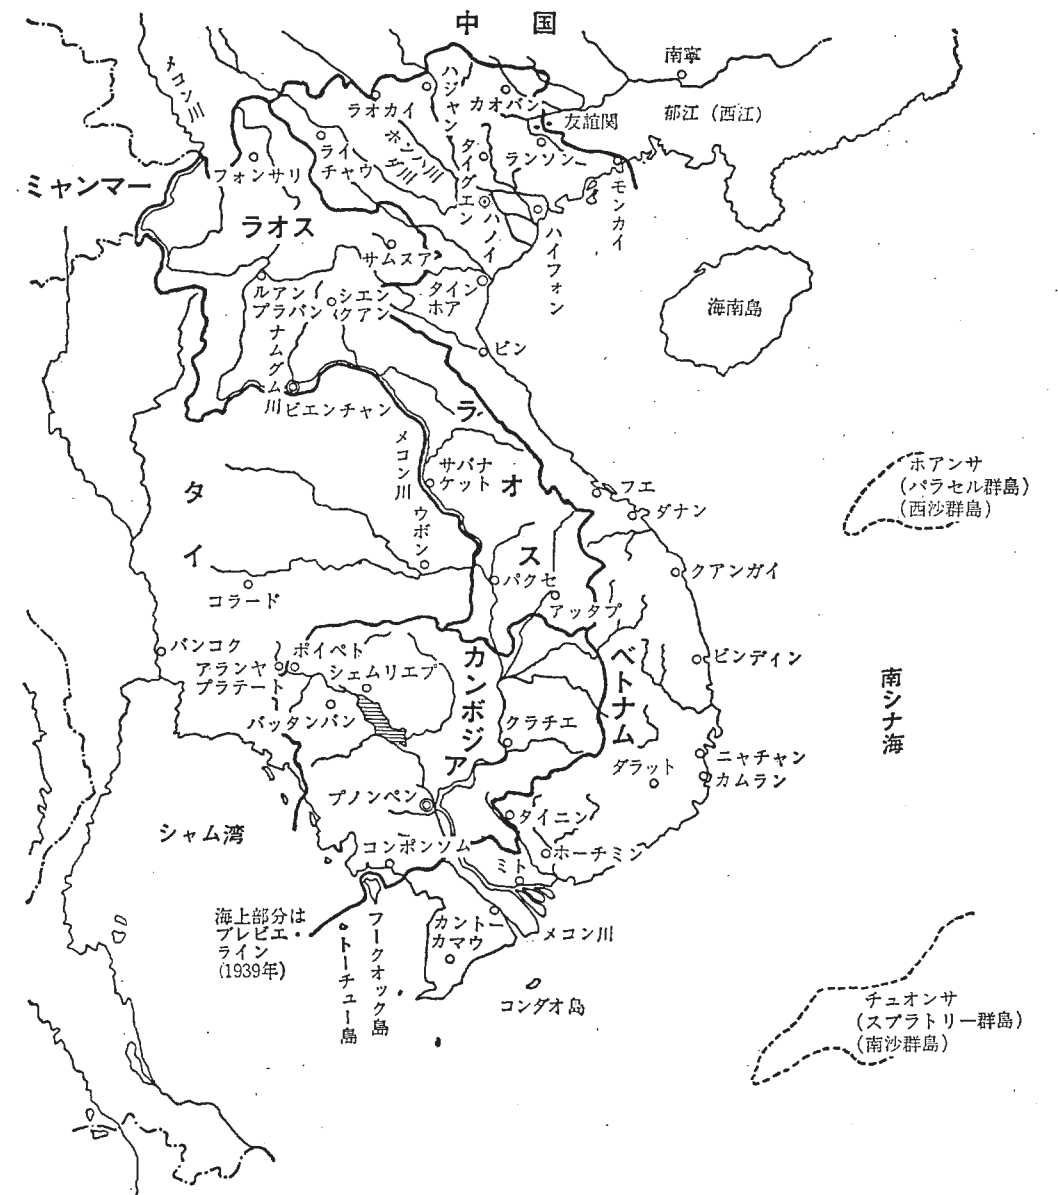 中国
南寧
メコン川
ハジャン
ラオカイ
カオバン
友誼関
郁江(西江)
ライ
チャウ
ホンハ川
ダ川
タイグエン
ランソン
モンカイ
フォンサリ
ミャンマー
ラオス
ハノイ
ハイフォン
サムヌア
ルアン
プラバン
シエン
クアン
タイン
ホア
海南島
ナムグム川
ビエンチャン
ビン
ラオス
メコン川
サバナ
ケット
ホアンサ
(パラセル群島)
(西沙群島)
タイ
ウボン
フエ
ダナン
パクセ
クアンガイ
コラード
アッタプ
バンコク
ポイペト
アランヤ
プラテート
シェムリエプ
カンボジア
ベトナム
ビンディン
南シナ海
バッタンバン
クラチエ
ダラット
ニャチャン
カムラン
プノンペン
タイニン
シャム湾
コンポンソム
ホーチミン
ミト
海上部分は
ブレビエ・
ライン
(1939年)
トーチュー島
フークオック島
カントー
カマウ
メコン川
コンダオ島
チュオンサ
(スプラトリー群島)
(南沙群島)